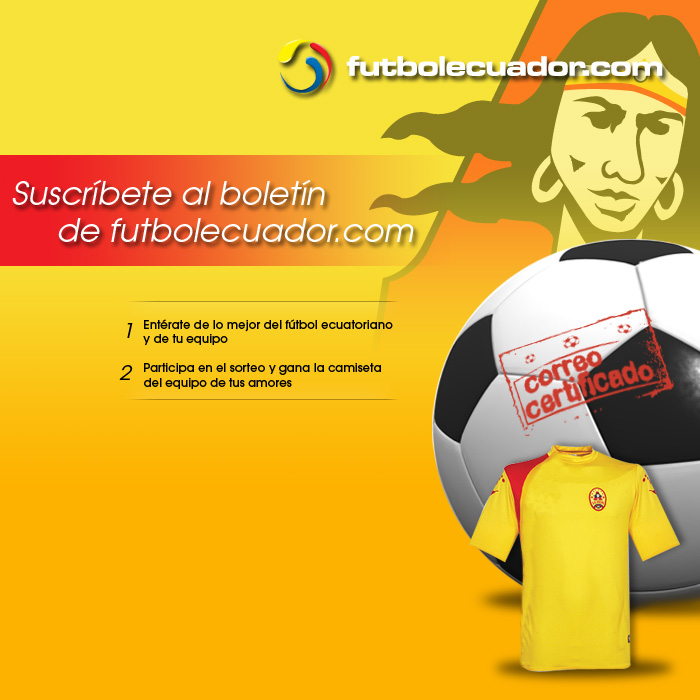 futbolecuador.com
Suscríbete al boletín
de futbolecuador.com
1 Entérate de lo mejor del fútbol ecuatoriano
y de tu equipo
2 Participa en el sorteo y gana la camiseta
del equipo de tus amores
correo
certificado